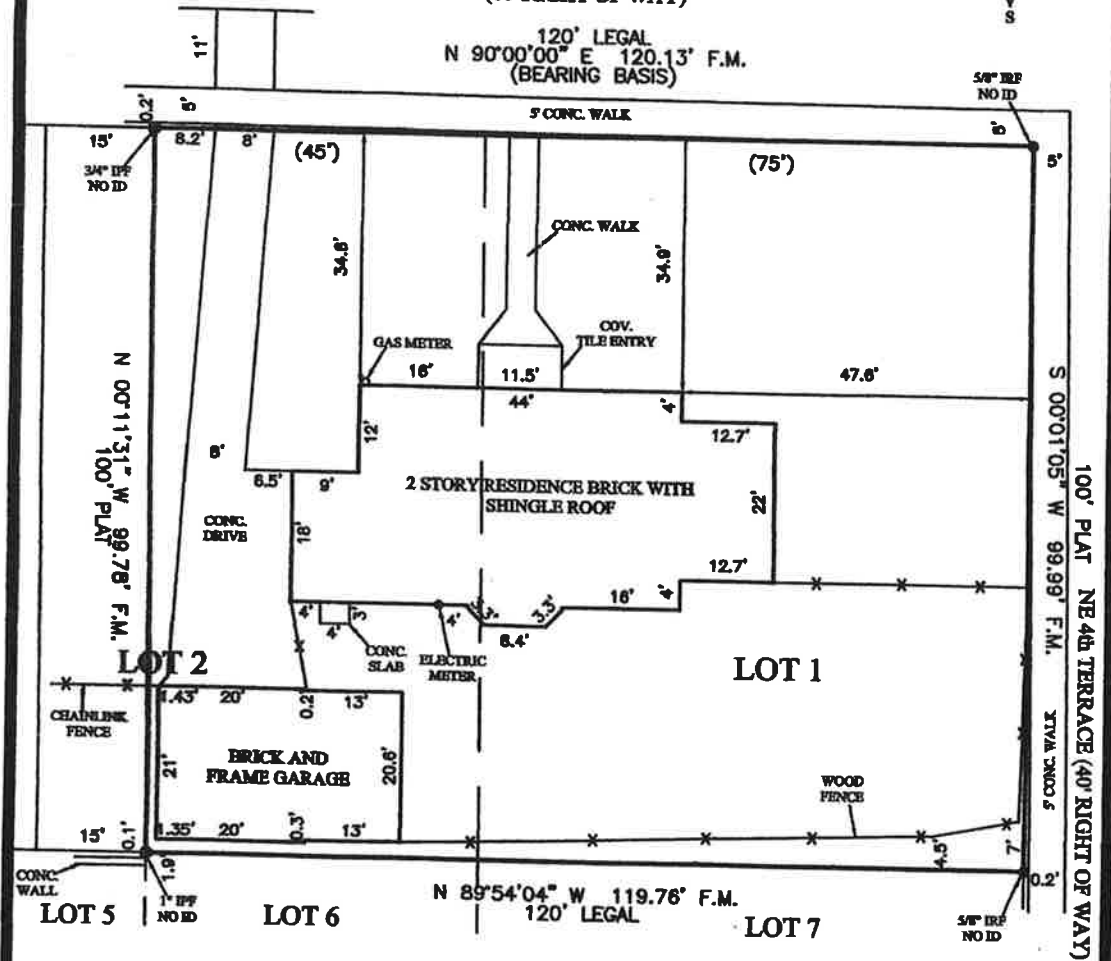 120' LEGAL
N 90°00'00" E 120.13' F.M.
(BEARING BASIS)
S
11'
5/8" IRF
NO ID
0.2'
5'
5' CONC. WALK
5'
15'
8.2'
8'
(45')
(75')
5'
3/4" IPF
NO ID
CONC. WALK
34.8'
34.9'
COV.
TILE ENTRY
GAS METER
16'
11.5'
47.6'
44'
4'
12.7'
12'
N 00°11'31" W 99.78' F.M.
100' PLAT
S 00°01'05" W 99.99' F.M.
100' PLAT NE 4th TERRACE (40' RIGHT OF WAY)
6.5'
9'
2 STORY RESIDENCE BRICK WITH
SHINGLE ROOF
22'
CONC.
DRIVE
18'
12.7'
4'
16'
4'
3'
4'
4'
3.3'
3.3'
8.4'
CONC.
SLAB
ELECTRIC
METER
LOT 2
LOT 1
1.43'
20'
0.2'
13'
CHAINLINK
FENCE
BRICK AND
FRAME GARAGE
21'
20.6'
WOOD
FENCE
5' CONC. WALK
15'
0.1'
1.35'
20'
0.3'
13'
4.5'
7'
CONC.
WALL
1.9'
0.2'
N 89°54'04" W 119.76' F.M.
120' LEGAL
1" IPF
NO ID
LOT 5
LOT 6
LOT 7
5/8" IRF
NO ID